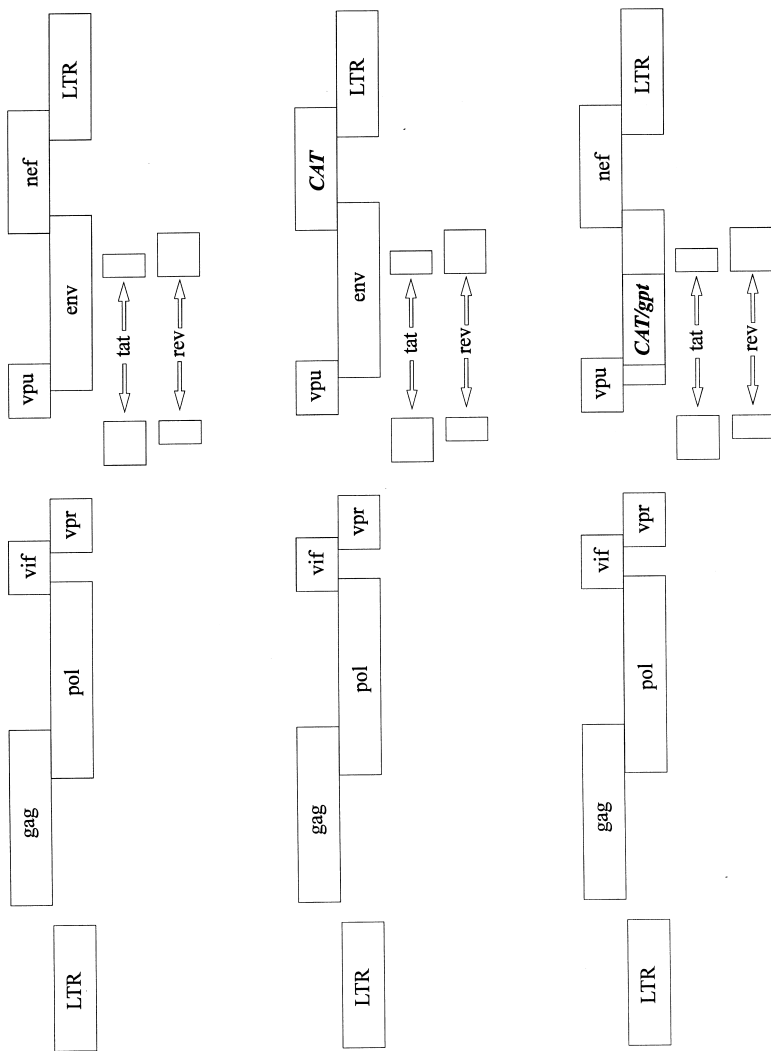 gag vif vpu nef
LTR pol vpr env LTR
tat
rev
gag vif vpu CAT
LTR pol vpr env LTR
tat
rev
gag vif vpu nef
LTR pol vpr CAT/gpt LTR
tat
rev